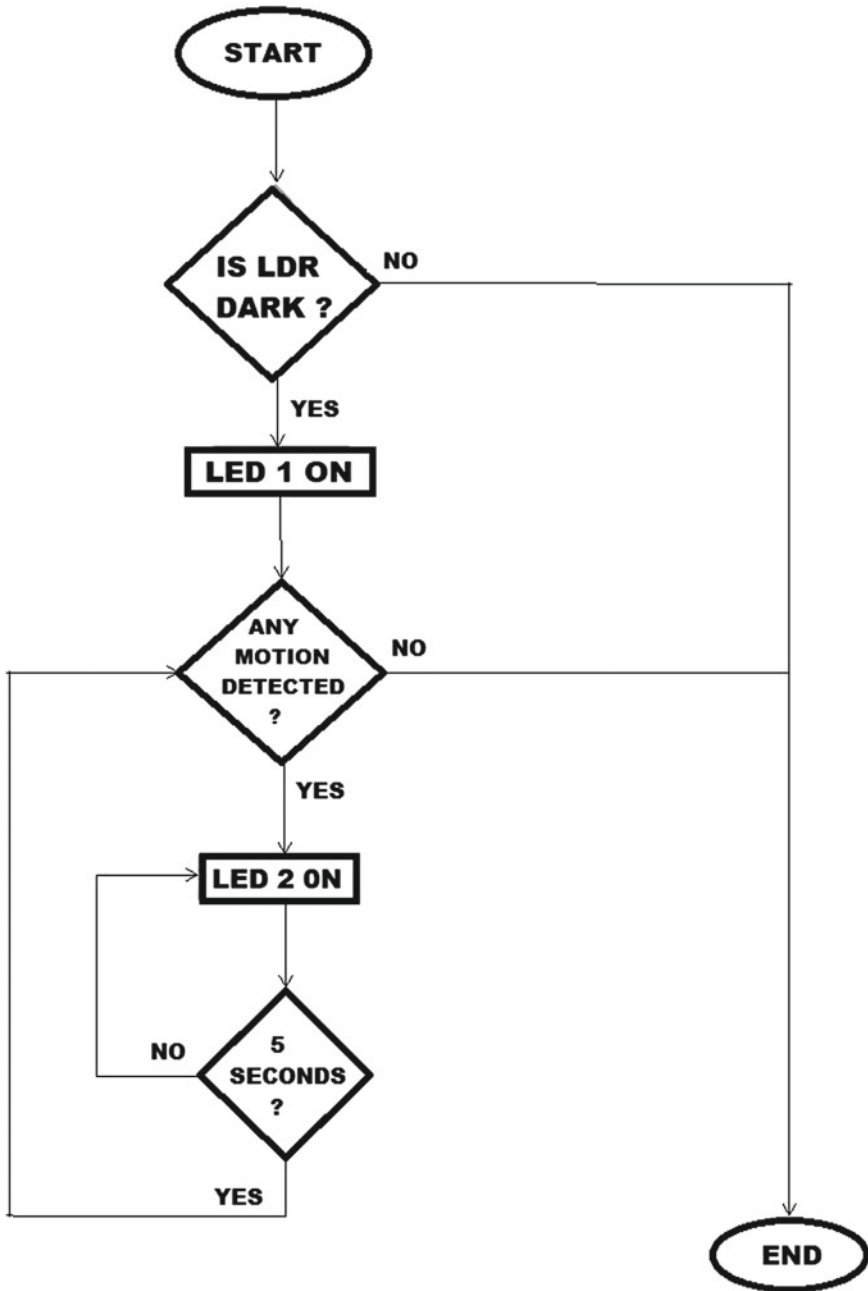 START
IS LDR
DARK ?
NO
YES
LED 1 ON
ANY
MOTION
DETECTED
?
NO
YES
LED 2 0N
5
SECONDS
?
NO
YES
END